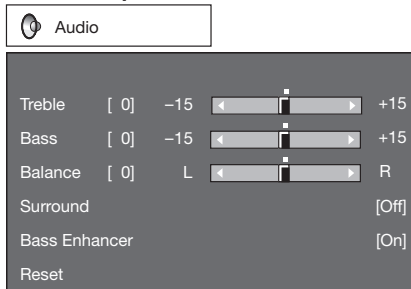 Audio
Treble [ 0] –15 +15
Bass [ 0] –15 +15
Balance [ 0] L R
Surround [Off]
Bass Enhancer [On]
Reset